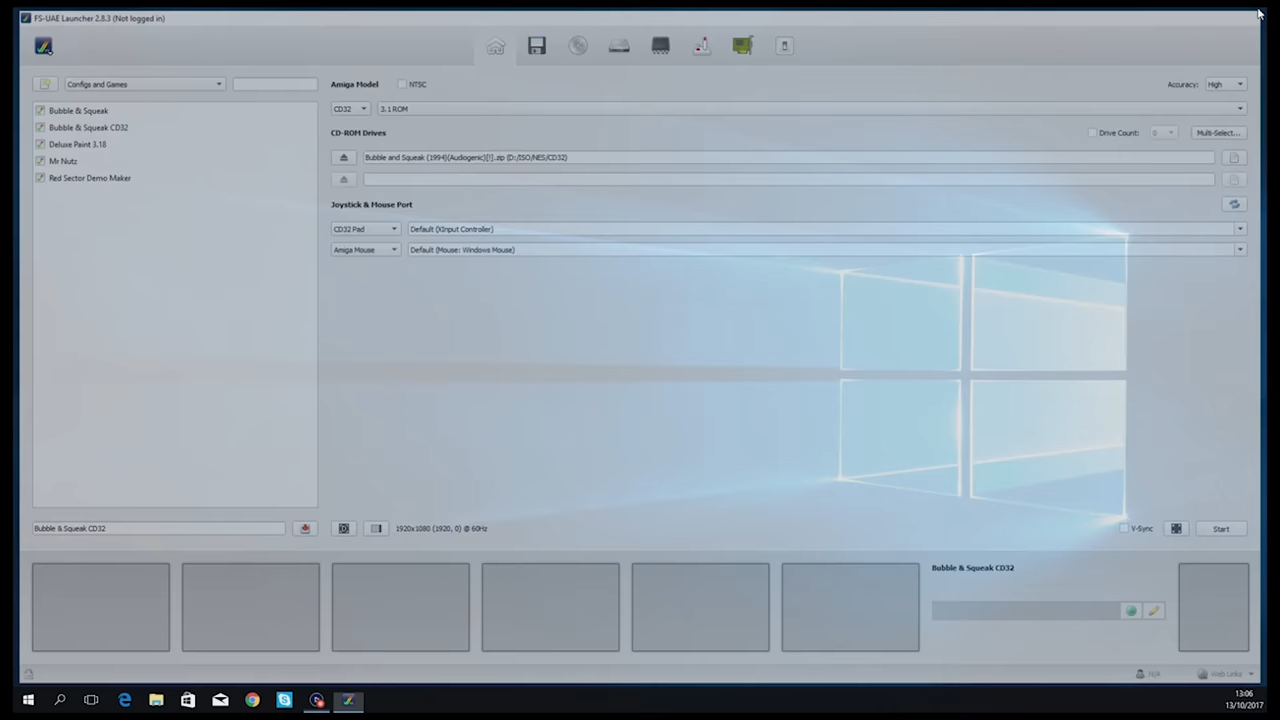 FS-UAE Launcher 2.8.3 (Not logged in)
Configs and Games
Amiga Model
NTSC
Accuracy:
High
Bubble & Squeak
Bubble & Squeak CD32
Deluxe Paint 3.18
Mr Nutz
Red Sector Demo Maker
CD32
3.1 ROM
CD-ROM Drives
Drive Count:
0
Multi-Select...
Bubble and Squeak (1994)(Audiogenic)[!].zip (D:/ISO/NES/CD32)
Joystick & Mouse Port
CD32 Pad
Default (XInput Controller)
Amiga Mouse
Default (Mouse: Windows Mouse)
Bubble & Squeak CD32
1920x1080 (1920, 0) @ 60Hz
V-Sync
Start
Bubble & Squeak CD32
Web Links
13:06
13/10/2017